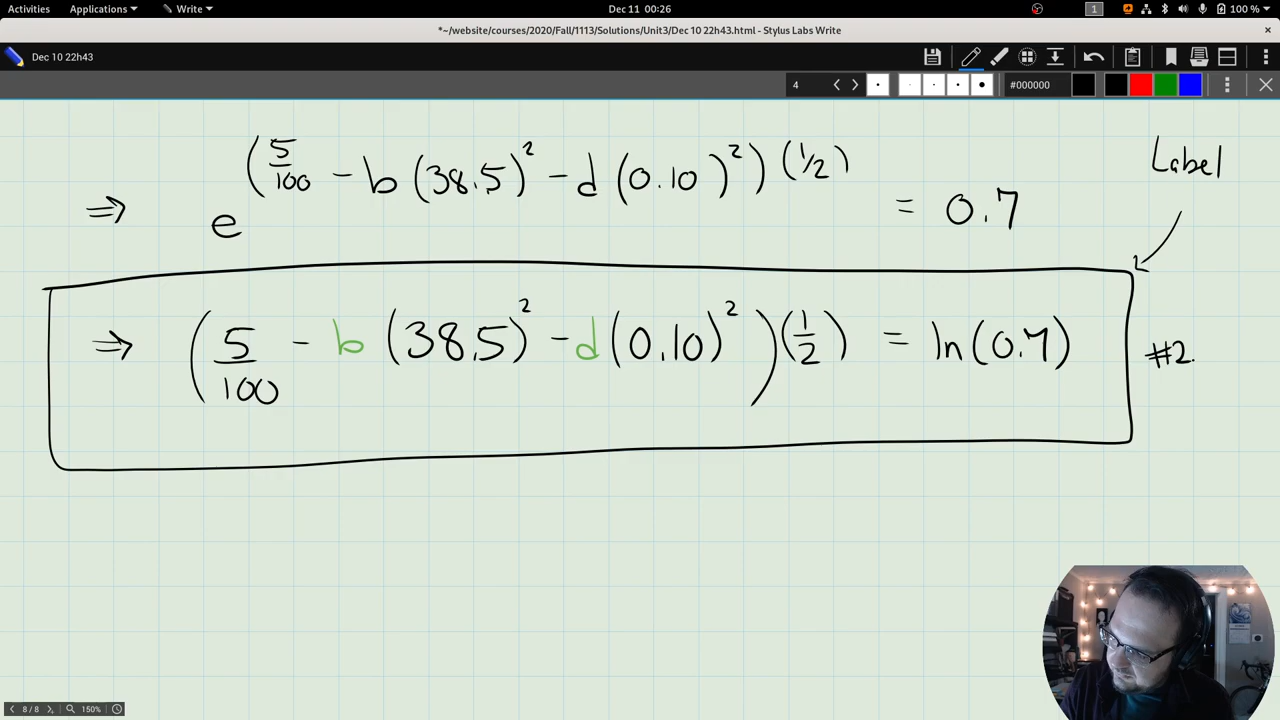 Activities Applications Write Dec 11 00:26 1 100 %
*~/website/courses/2020/Fall/1113/Solutions/Unit3/Dec 10 22h43.html - Stylus Labs Write ×
Dec 10 22h43
4 #000000
Label
⇒ e^(5/100 - b(38.5)² - d(0.10)²)(1/2) = 0.7
⇒ (5/100 - b(38.5)² - d(0.10)²)(1/2) = ln(0.7) #2.
8/8 150%